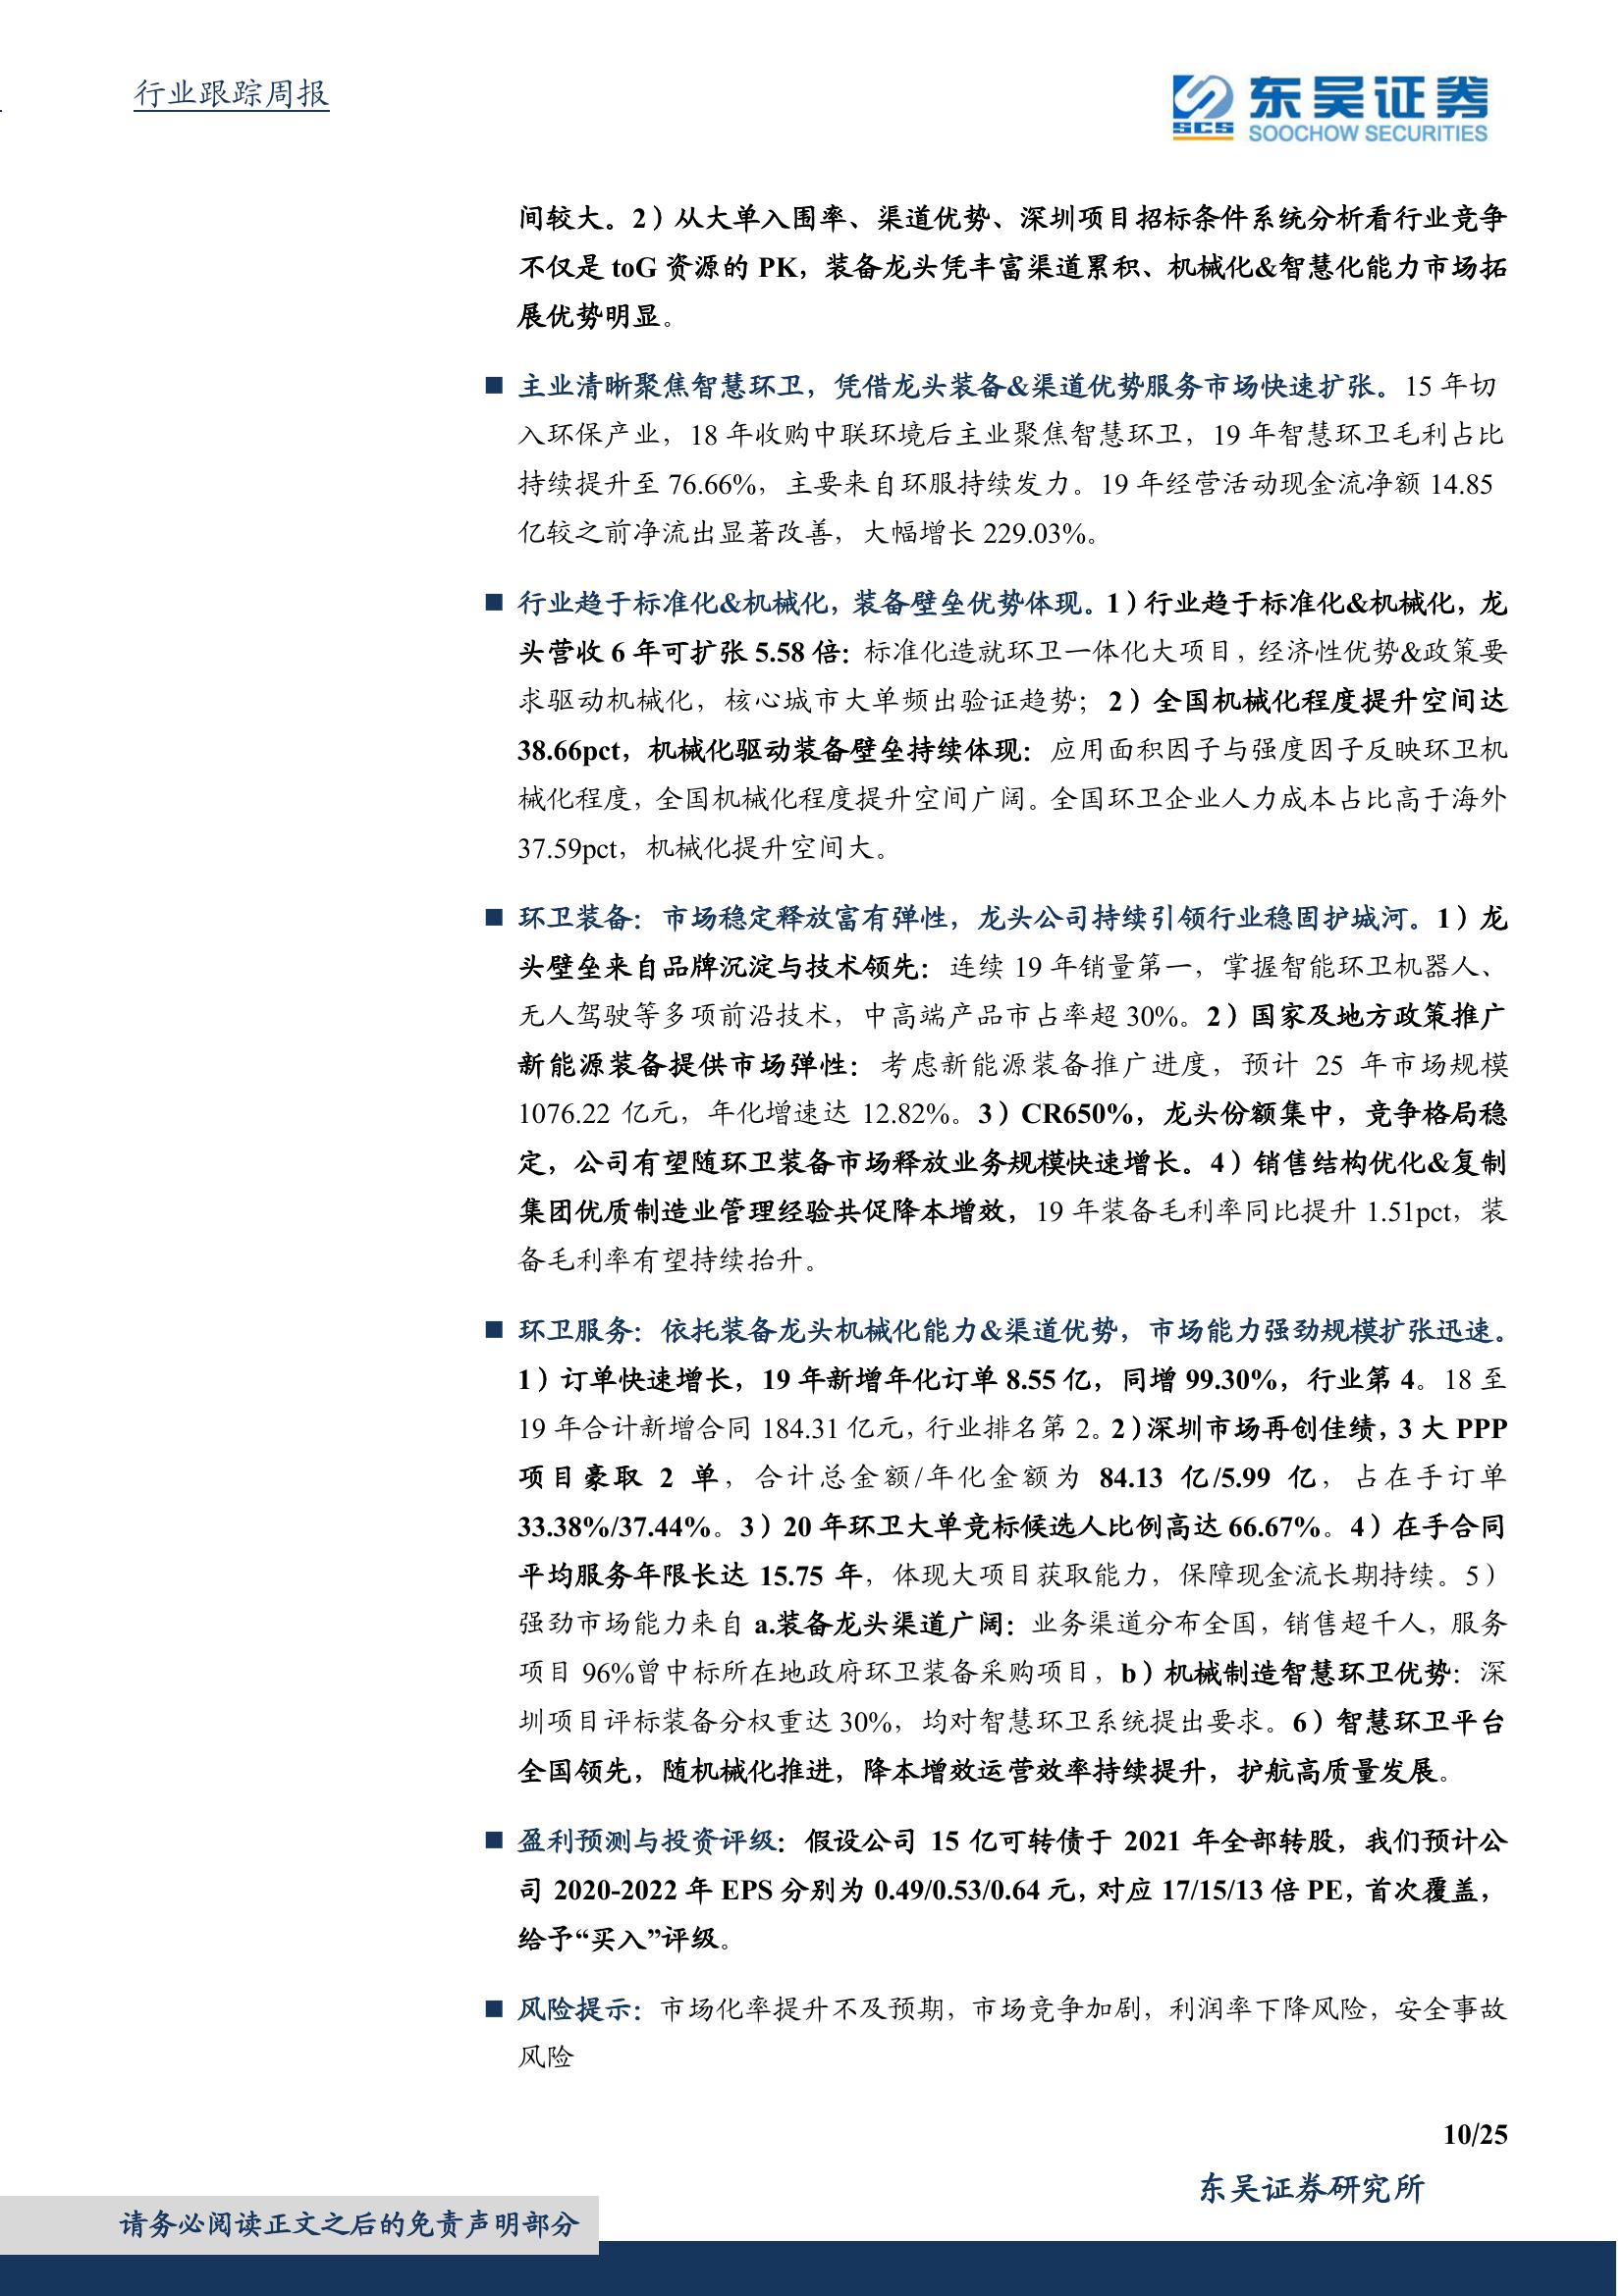 行业跟踪周报
东吴证券
SCS
SOOCHOW SECURITIES
间较大。2）从大单入围率、渠道优势、深圳项目招标条件系统分析看行业竞争
不仅是 toG 资源的 PK，装备龙头凭丰富渠道累积、机械化&智慧化能力市场拓
展优势明显。
■ 主业清晰聚焦智慧环卫，凭借龙头装备&渠道优势服务市场快速扩张。15 年切
入环保产业，18 年收购中联环境后主业聚焦智慧环卫，19 年智慧环卫毛利占比
持续提升至 76.66%，主要来自环服持续发力。19 年经营活动现金流净额 14.85
亿较之前净流出显著改善，大幅增长 229.03%。
■ 行业趋于标准化&机械化，装备壁垒优势体现。1）行业趋于标准化&机械化，龙
头营收 6 年可扩张 5.58 倍：标准化造就环卫一体化大项目，经济性优势&政策要
求驱动机械化，核心城市大单频出验证趋势；2）全国机械化程度提升空间达
38.66pct，机械化驱动装备壁垒持续体现：应用面积因子与强度因子反映环卫机
械化程度，全国机械化程度提升空间广阔。全国环卫企业人力成本占比高于海外
37.59pct，机械化提升空间大。
■ 环卫装备：市场稳定释放富有弹性，龙头公司持续引领行业稳固护城河。1）龙
头壁垒来自品牌沉淀与技术领先：连续 19 年销量第一，掌握智能环卫机器人、
无人驾驶等多项前沿技术，中高端产品市占率超 30%。2）国家及地方政策推广
新能源装备提供市场弹性：考虑新能源装备推广进度，预计 25 年市场规模
1076.22 亿元，年化增速达 12.82%。3）CR650%，龙头份额集中，竞争格局稳
定，公司有望随环卫装备市场释放业务规模快速增长。4）销售结构优化&复制
集团优质制造业管理经验共促降本增效，19 年装备毛利率同比提升 1.51pct，装
备毛利率有望持续抬升。
■ 环卫服务：依托装备龙头机械化能力&渠道优势，市场能力强劲规模扩张迅速。
1）订单快速增长，19 年新增年化订单 8.55 亿，同增 99.30%，行业第 4。18 至
19 年合计新增合同 184.31 亿元，行业排名第 2。2）深圳市场再创佳绩，3 大 PPP
项目豪取 2 单，合计总金额/年化金额为 84.13 亿/5.99 亿，占在手订单
33.38%/37.44%。3）20 年环卫大单竞标候选人比例高达 66.67%。4）在手合同
平均服务年限长达 15.75 年，体现大项目获取能力，保障现金流长期持续。5）
强劲市场能力来自 a.装备龙头渠道广阔：业务渠道分布全国，销售超千人，服务
项目 96%曾中标所在地政府环卫装备采购项目，b）机械制造智慧环卫优势：深
圳项目评标装备分权重达 30%，均对智慧环卫系统提出要求。6）智慧环卫平台
全国领先，随机械化推进，降本增效运营效率持续提升，护航高质量发展。
■ 盈利预测与投资评级：假设公司 15 亿可转债于 2021 年全部转股，我们预计公
司 2020-2022 年 EPS 分别为 0.49/0.53/0.64 元，对应 17/15/13 倍 PE，首次覆盖，
给予“买入”评级。
■ 风险提示：市场化率提升不及预期，市场竞争加剧，利润率下降风险，安全事故
风险
10/25
东吴证券研究所
请务必阅读正文之后的免责声明部分